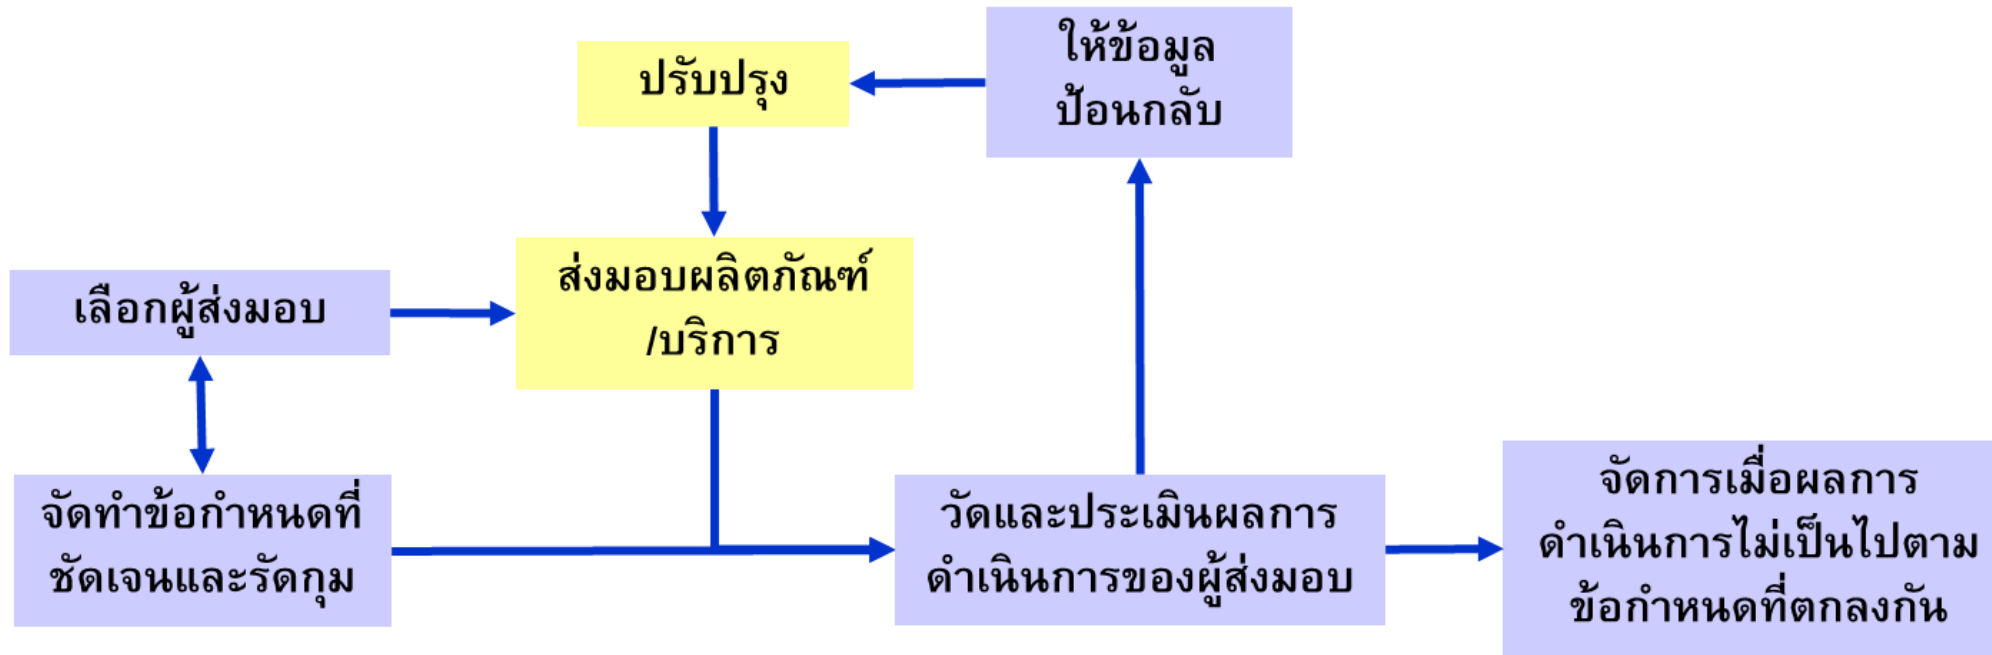 ให้ข้อมูล
ป้อนกลับ
ปรับปรุง
ส่งมอบผลิตภัณฑ์
/บริการ
เลือกผู้ส่งมอบ
จัดทำข้อกำหนดที่
ชัดเจนและรัดกุม
วัดและประเมินผลการ
ดำเนินการของผู้ส่งมอบ
จัดการเมื่อผลการ
ดำเนินการไม่เป็นไปตาม
ข้อกำหนดที่ตกลงกัน